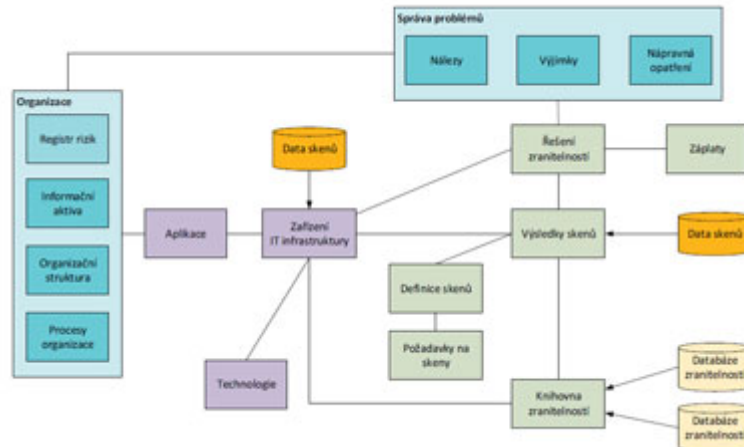 Správa problémů
Nálezy
Výjimky
Nápravná
opatření
Organizace
Registr rizik
Informační
aktiva
Organizační
struktura
Procesy
organizace
Data skenů
Aplikace
Zařízení
IT infrastruktury
Technologie
Řešení
zranitelností
Záplaty
Výsledky skenů
Data skenů
Definice skenů
Požadavky na
skeny
Knihovna
zranitelností
Databáze
zranitelností
Databáze
zranitelností